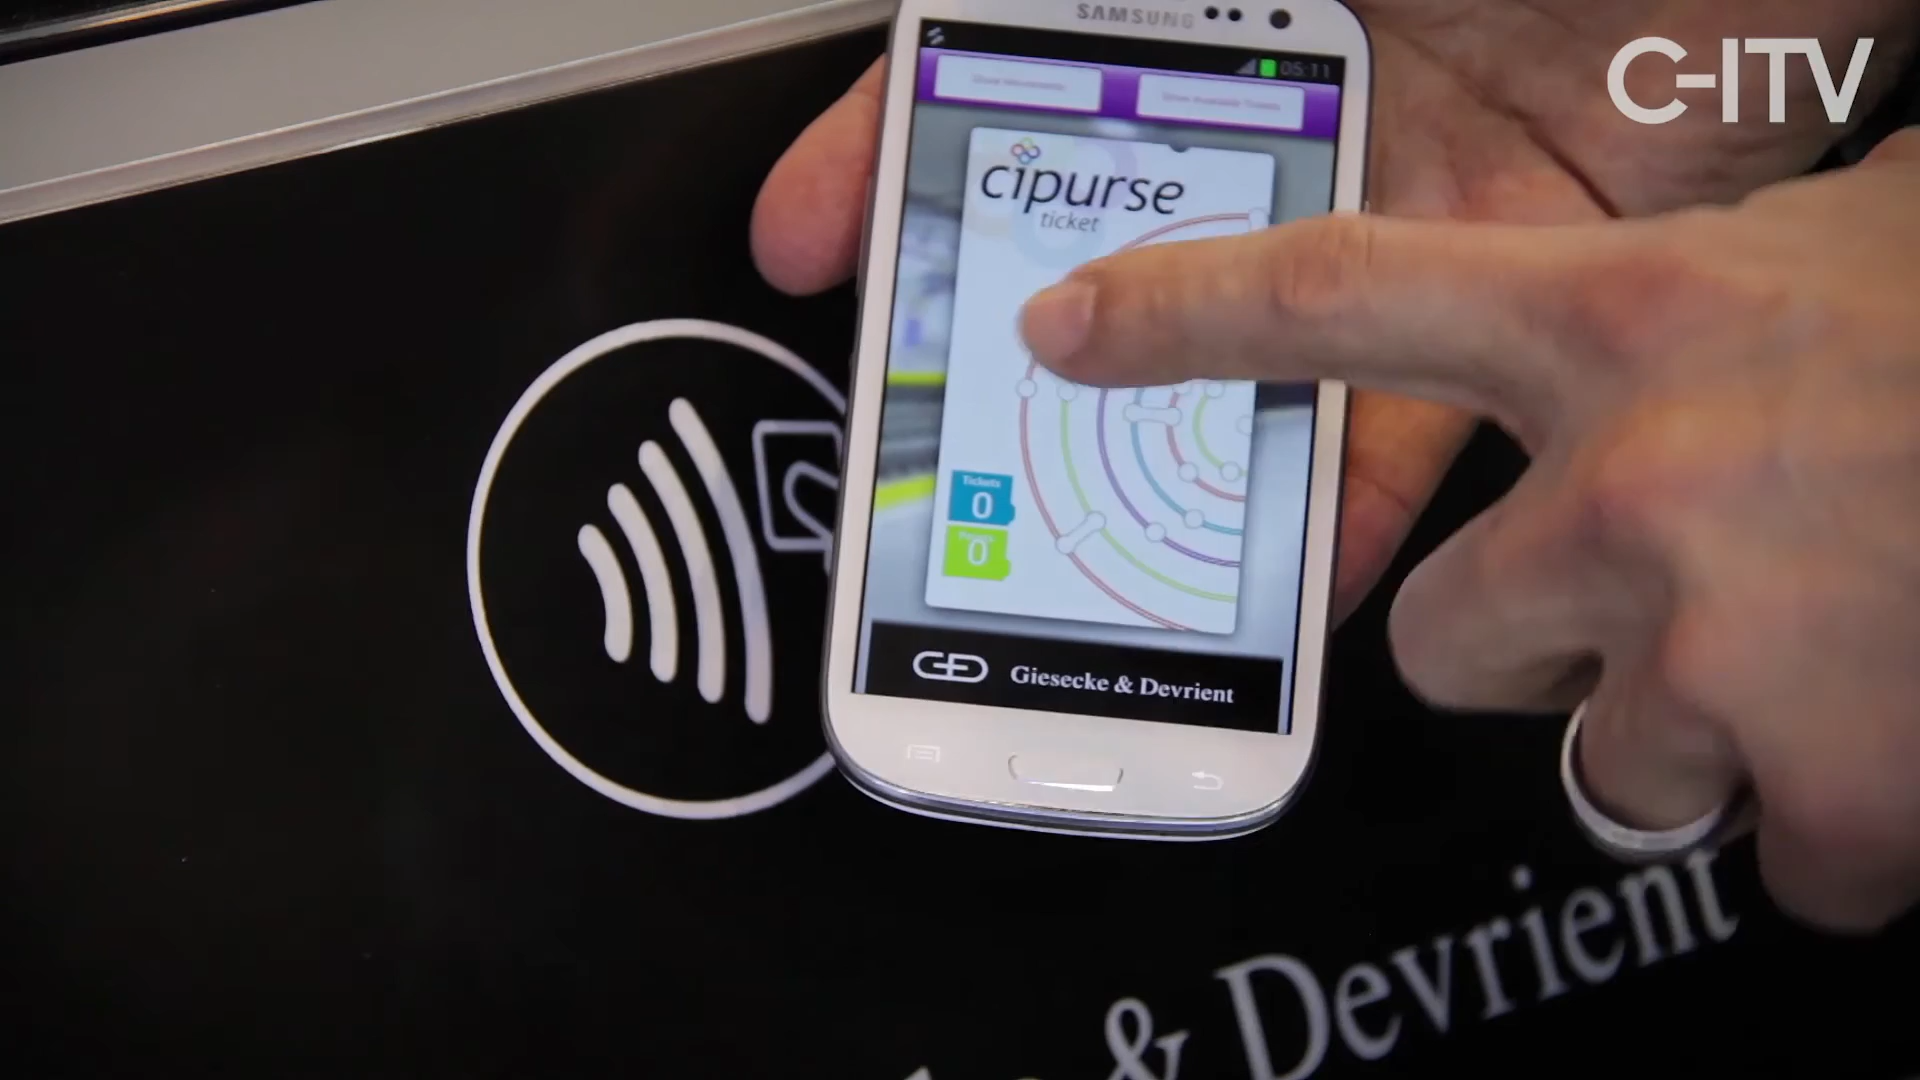 SAMSUNG
C-ITV
05:11
cipurse
ticket
Tickets
0
0
Giesecke & Devrient
& Devrient